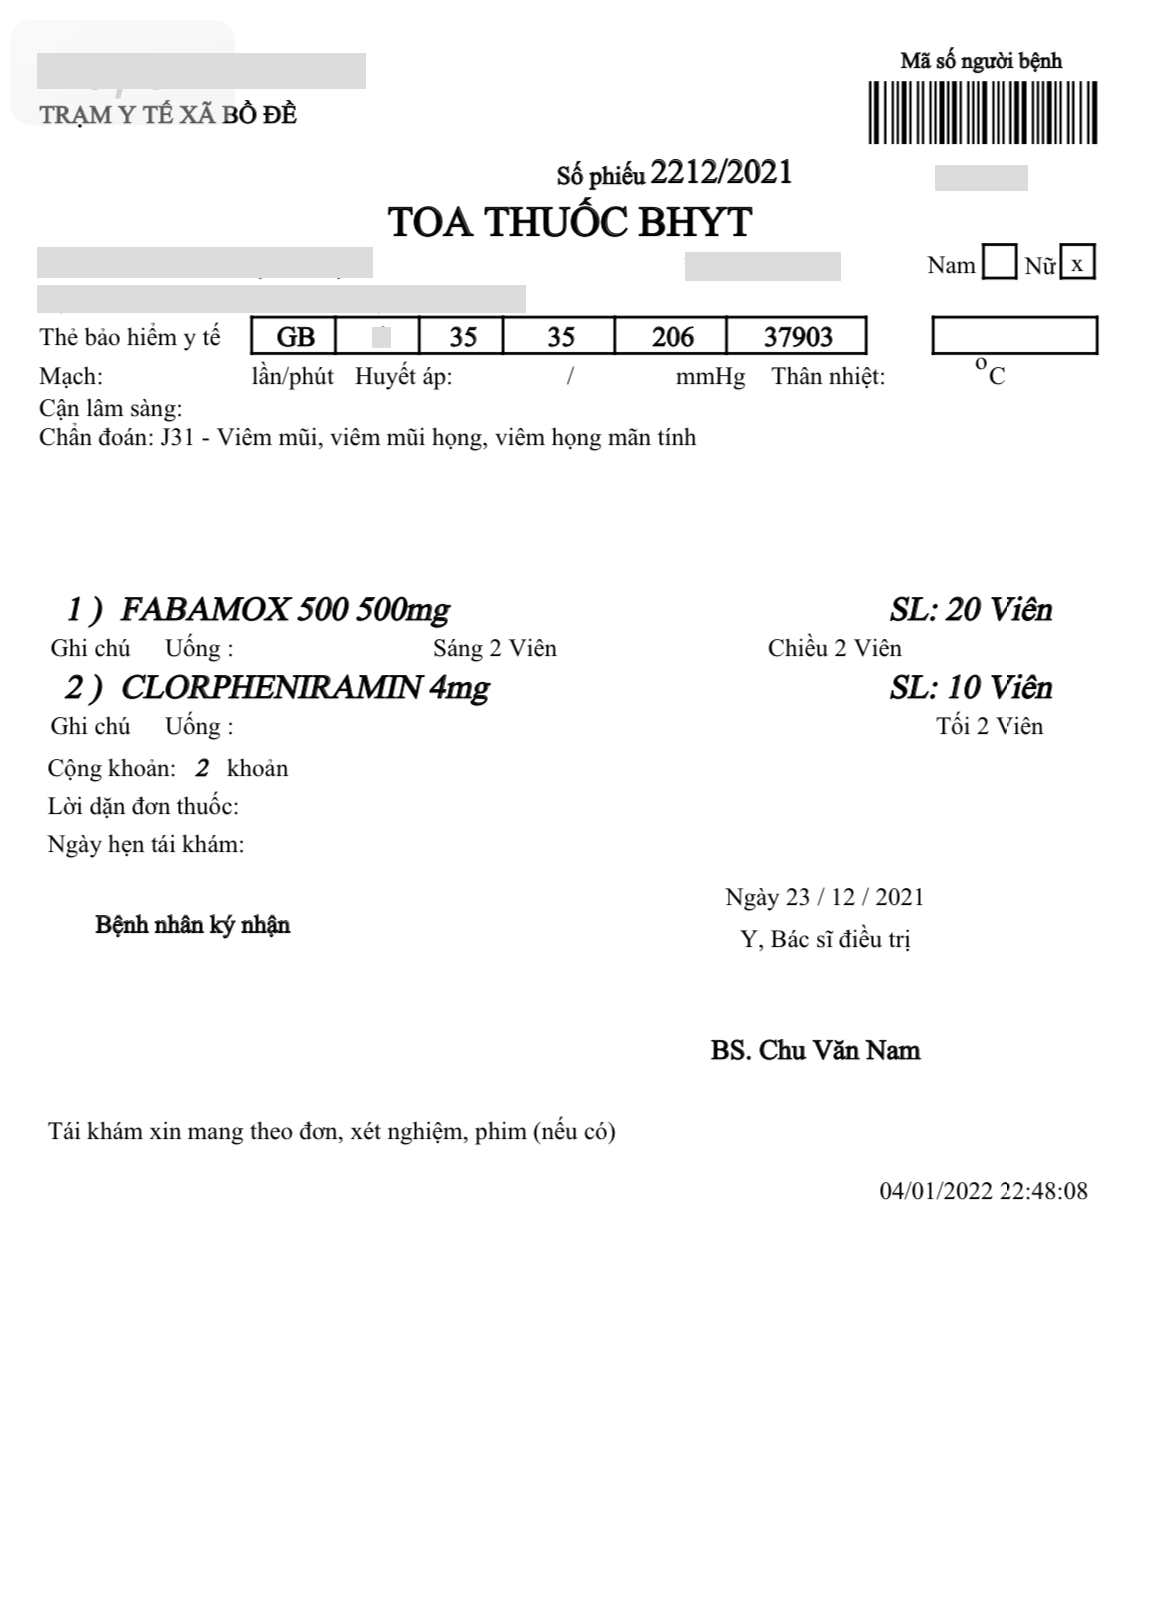 Mã số người bệnh
TRẠM Y TẾ XÃ BỒ ĐỀ
Số phiếu 2212/2021
TOA THUỐC BHYT
Nam Nữ x
Thẻ bảo hiểm y tế GB 35 35 206 37903
Mạch: lần/phút Huyết áp: / mmHg Thân nhiệt: oC
Cận lâm sàng:
Chẩn đoán: J31 - Viêm mũi, viêm mũi họng, viêm họng mãn tính
1 ) FABAMOX 500 500mg SL: 20 Viên
Ghi chú Uống : Sáng 2 Viên Chiều 2 Viên
2 ) CLORPHENIRAMIN 4mg SL: 10 Viên
Ghi chú Uống : Tối 2 Viên
Cộng khoản: 2 khoản
Lời dặn đơn thuốc:
Ngày hẹn tái khám:
Ngày 23 / 12 / 2021
Bệnh nhân ký nhận
Y, Bác sĩ điều trị
BS. Chu Văn Nam
Tái khám xin mang theo đơn, xét nghiệm, phim (nếu có)
04/01/2022 22:48:08